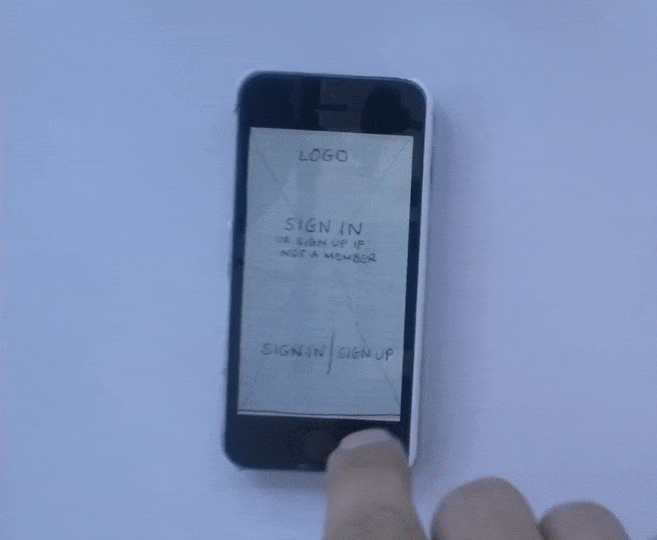 LOGO
SIGN IN
OR SIGN UP IF
NOT A MEMBER
SIGN IN | SIGN UP